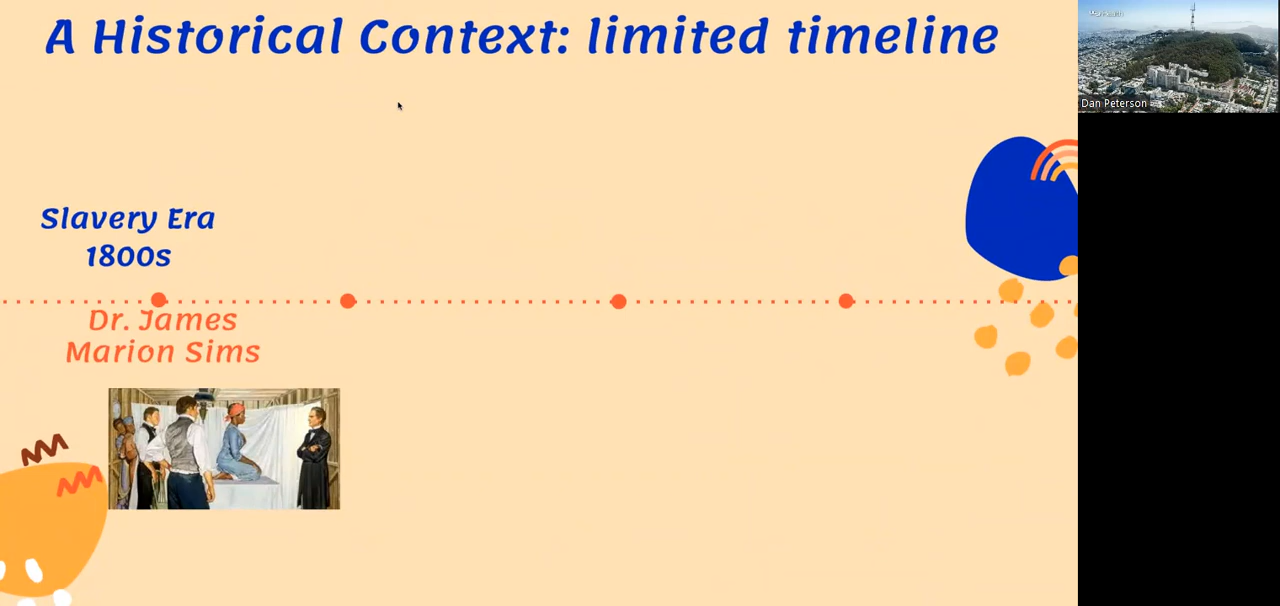 A Historical Context: limited timeline
Dan Peterson
Slavery Era
1800s
Dr. James
Marion Sims